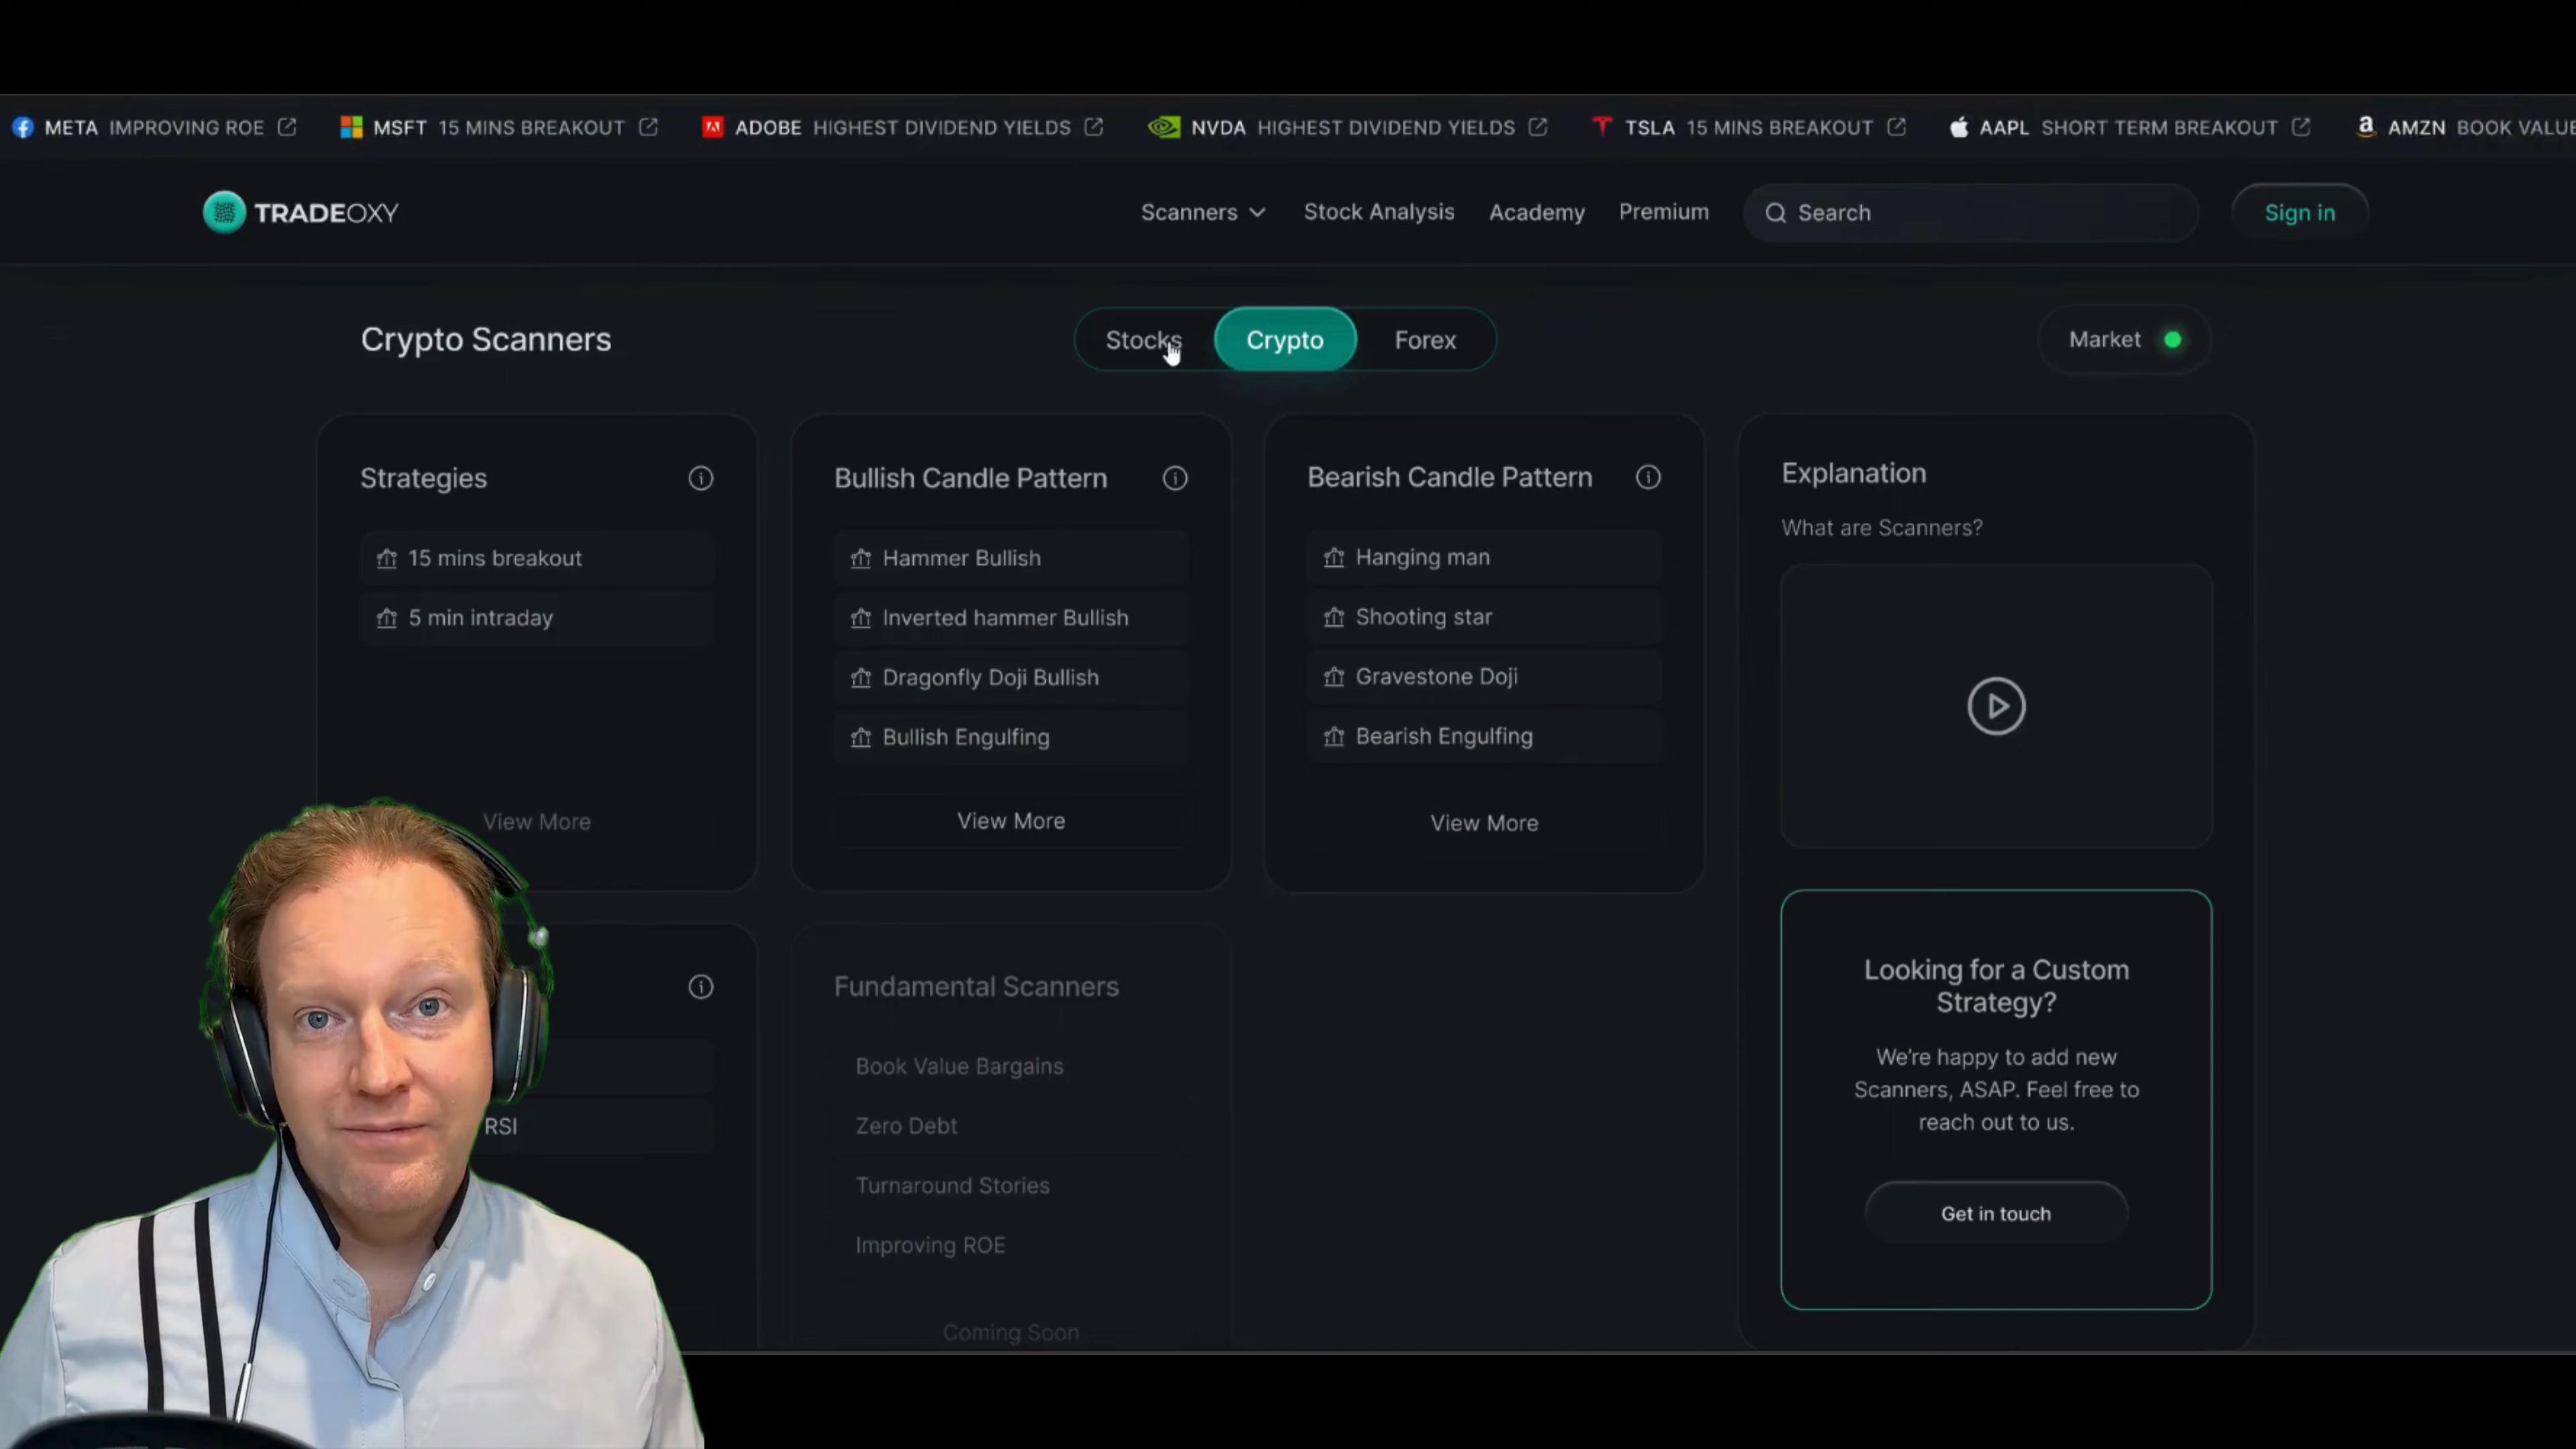 META IMPROVING ROE
MSFT 15 MINS BREAKOUT
ADOBE HIGHEST DIVIDEND YIELDS
NVDA HIGHEST DIVIDEND YIELDS
TSLA 15 MINS BREAKOUT
AAPL SHORT TERM BREAKOUT
AMZN BOOK VALUE
TRADEOXY
Scanners
Stock Analysis
Academy
Premium
Search
Sign in
Crypto Scanners
Stocks
Crypto
Forex
Market
Strategies
15 mins breakout
5 min intraday
View More
Bullish Candle Pattern
Hammer Bullish
Inverted hammer Bullish
Dragonfly Doji Bullish
Bullish Engulfing
View More
Bearish Candle Pattern
Hanging man
Shooting star
Gravestone Doji
Bearish Engulfing
View More
Explanation
What are Scanners?
RSI
Fundamental Scanners
Book Value Bargains
Zero Debt
Turnaround Stories
Improving ROE
Coming Soon
Looking for a Custom
Strategy?
We're happy to add new
Scanners, ASAP. Feel free to
reach out to us.
Get in touch